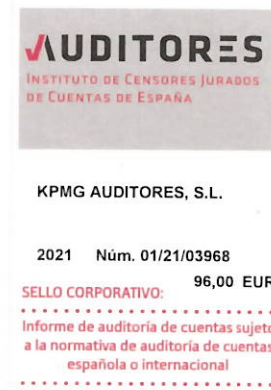 AUDITORES
INSTITUTO DE CENSORES JURADOS
DE CUENTAS DE ESPAÑA
KPMG AUDITORES, S.L.
2021 Núm. 01/21/03968
96,00 EUR
SELLO CORPORATIVO:
Informe de auditoría de cuentas sujeto
a la normativa de auditoría de cuentas
española o internacional